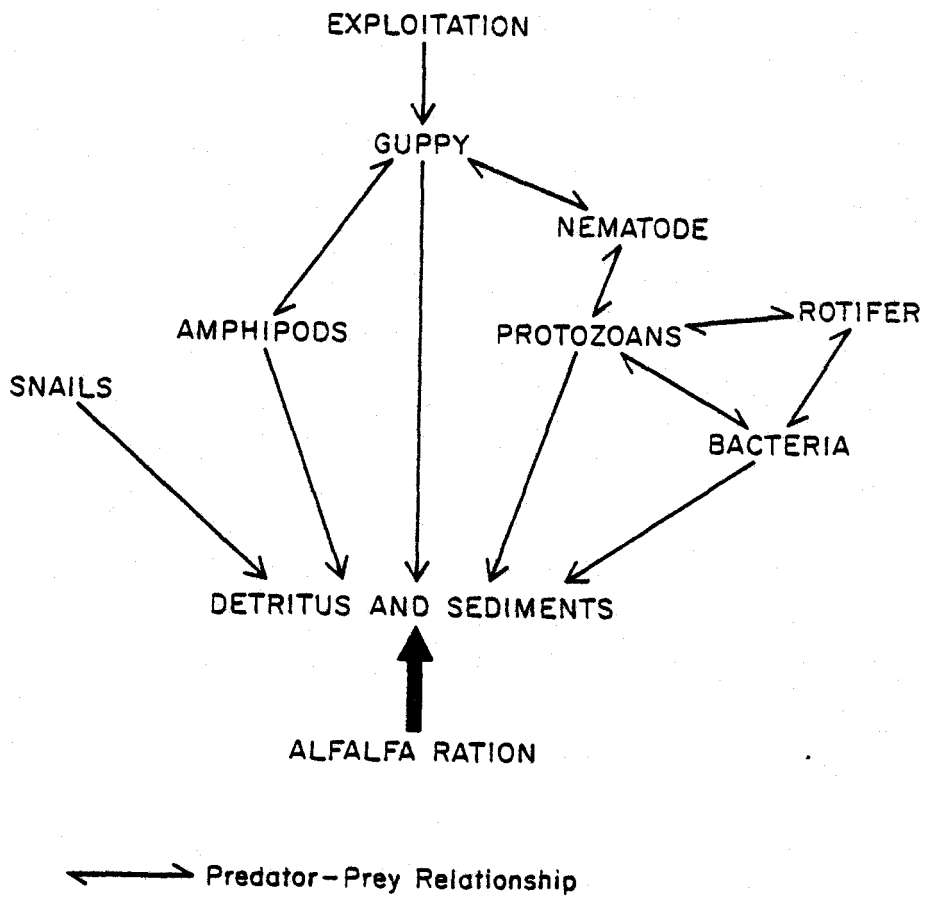 EXPLOITATION
GUPPY
NEMATODE
AMPHIPODS
PROTOZOANS
ROTIFER
SNAILS
BACTERIA
DETRITUS AND SEDIMENTS
ALFALFA RATION
Predator-Prey Relationship